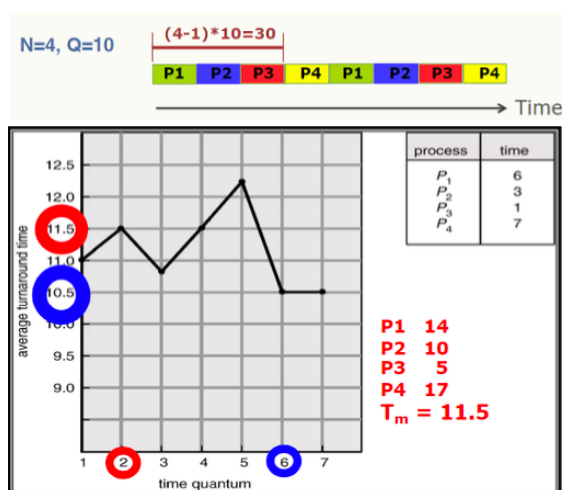 (4-1)*10=30
N=4, Q=10
P1 P2 P3 P4 P1 P2 P3 P4
Time
process time
P1 6
P2 3
P3 1
P4 7
12.5
12.0
11.5
11.0
10.5
10.0
9.5
9.0
average turnaround time
1 2 3 4 5 6 7
time quantum
P1 14
P2 10
P3 5
P4 17
Tm = 11.5